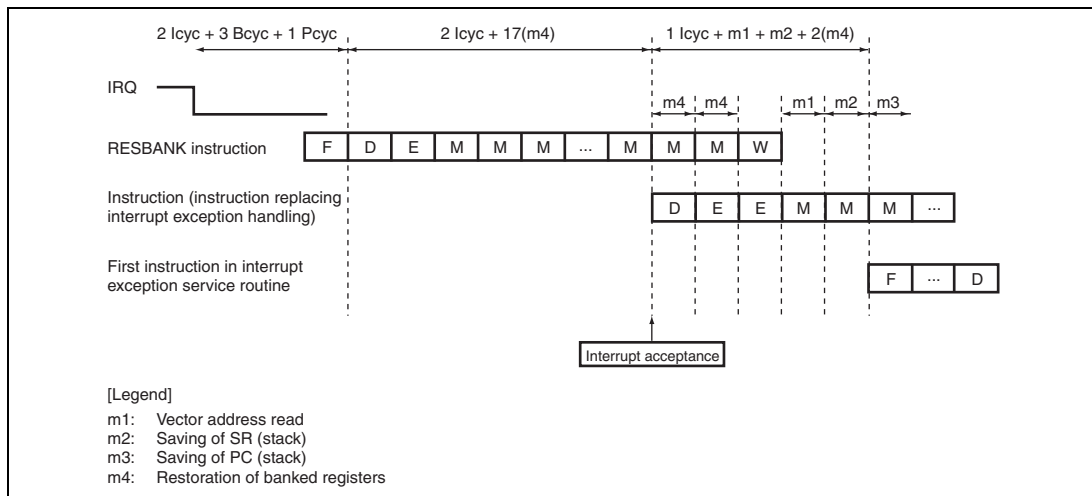 2 Icyc + 3 Bcyc + 1 Pcyc 2 Icyc + 17(m4) 1 Icyc + m1 + m2 + 2(m4)
IRQ
m4 m4 m1 m2 m3
RESBANK instruction F D E M M M ... M M M W
Instruction (instruction replacing
interrupt exception handling) D E E M M M ...
First instruction in interrupt
exception service routine F ... D
Interrupt acceptance
[Legend]
m1: Vector address read
m2: Saving of SR (stack)
m3: Saving of PC (stack)
m4: Restoration of banked registers